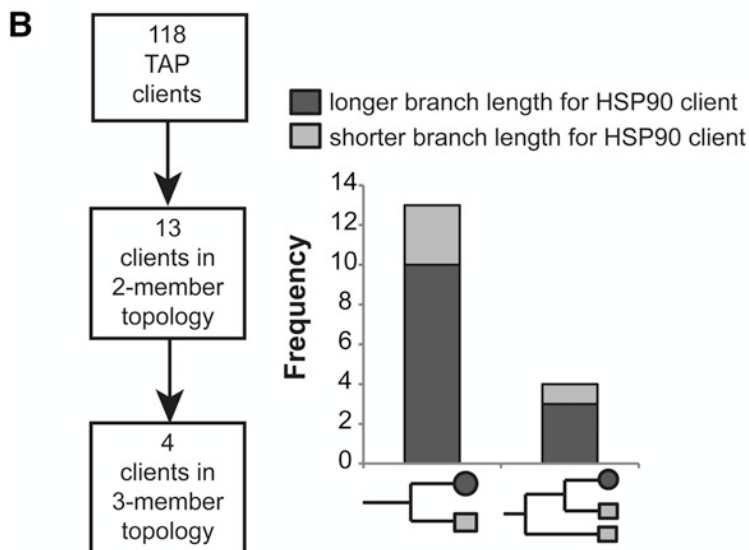 B
118
TAP
clients
13
clients in
2-member
topology
4
clients in
3-member
topology
longer branch length for HSP90 client
shorter branch length for HSP90 client
Frequency
14
12
10
8
6
4
2
0